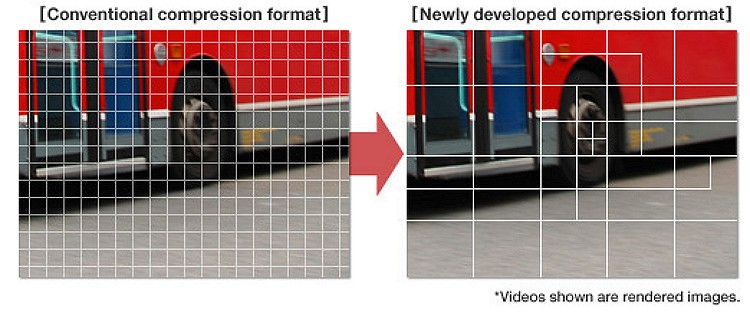 [Conventional compression format]
[Newly developed compression format]
*Videos shown are rendered images.